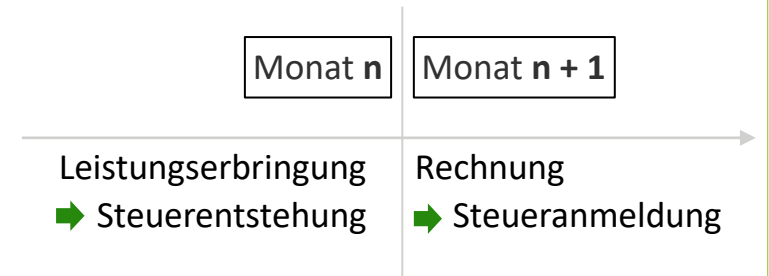 Monat n
Monat n + 1
Leistungserbringung
Steuerentstehung
Rechnung
Steueranmeldung